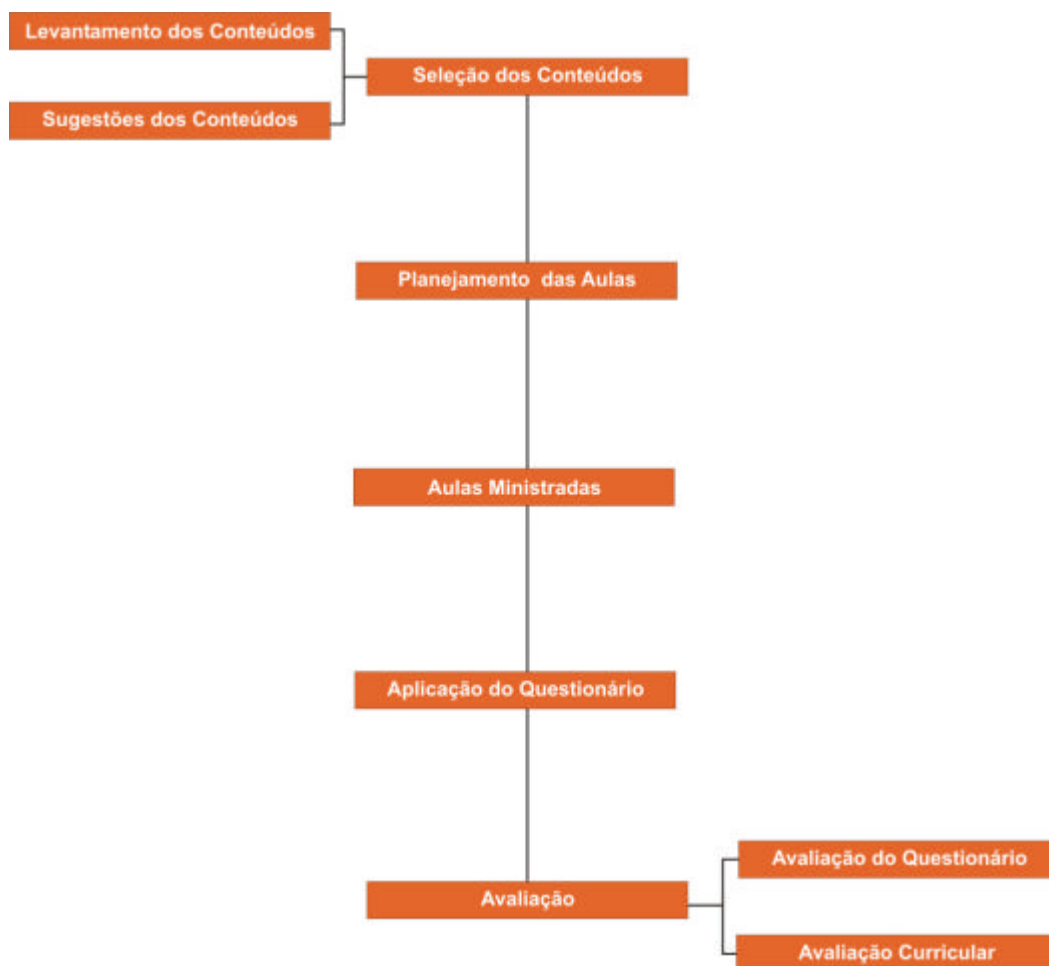 Levantamento dos Conteúdos
Seleção dos Conteúdos
Sugestões dos Conteúdos
Planejamento das Aulas
Aulas Ministradas
Aplicação do Questionário
Avaliação do Questionário
Avaliação
Avaliação Curricular